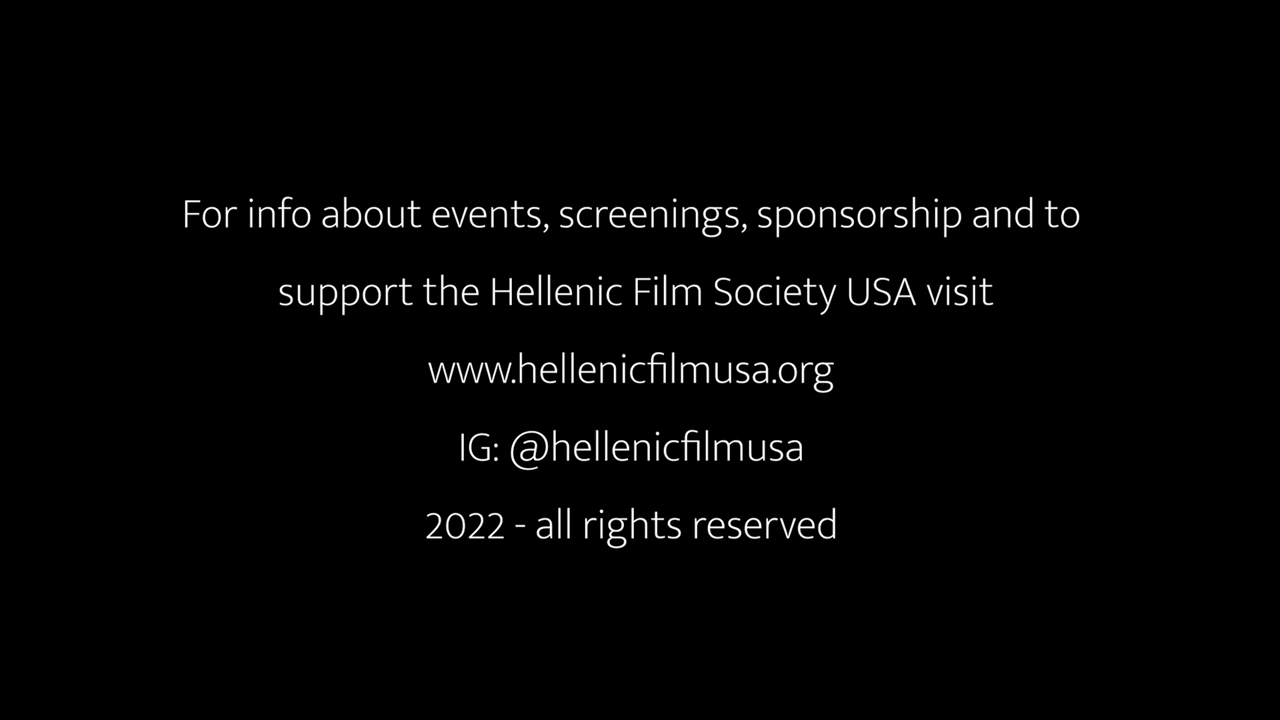 For info about events, screenings, sponsorship and to
support the Hellenic Film Society USA visit
www.hellenicfilmusa.org
IG: @hellenicfilmusa
2022 - all rights reserved